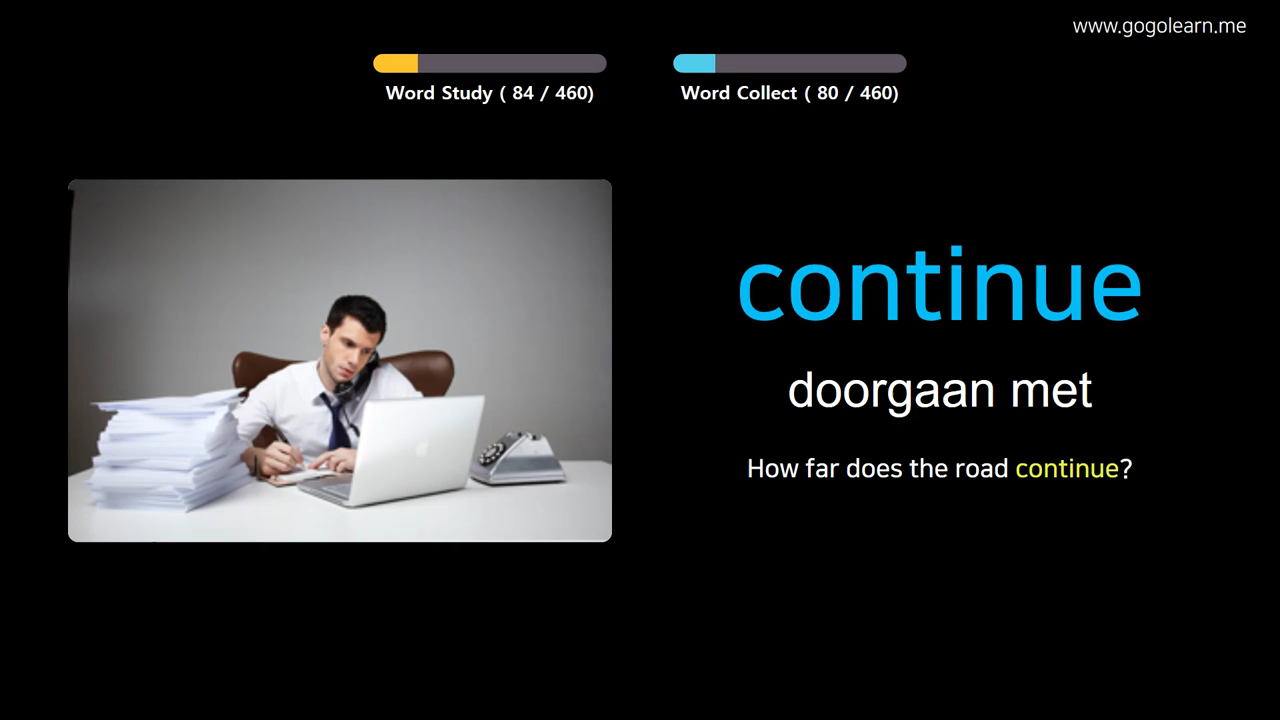 www.gogolearn.me
Word Study ( 84 / 460)
Word Collect ( 80 / 460)
continue
doorgaan met
How far does the road continue?